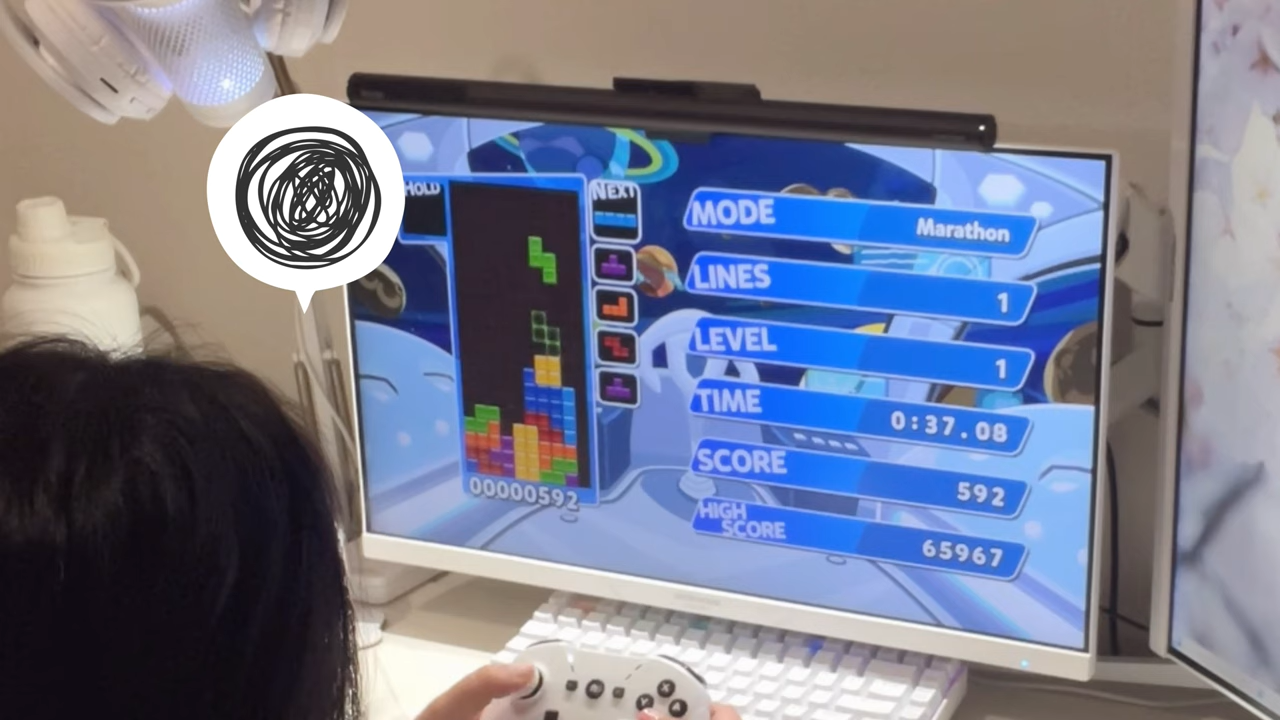 HOLD
NEXT
MODE
Marathon
LINES
1
LEVEL
1
TIME
0:37.08
SCORE
592
HIGH
SCORE
65967
00000592
X
Y
A